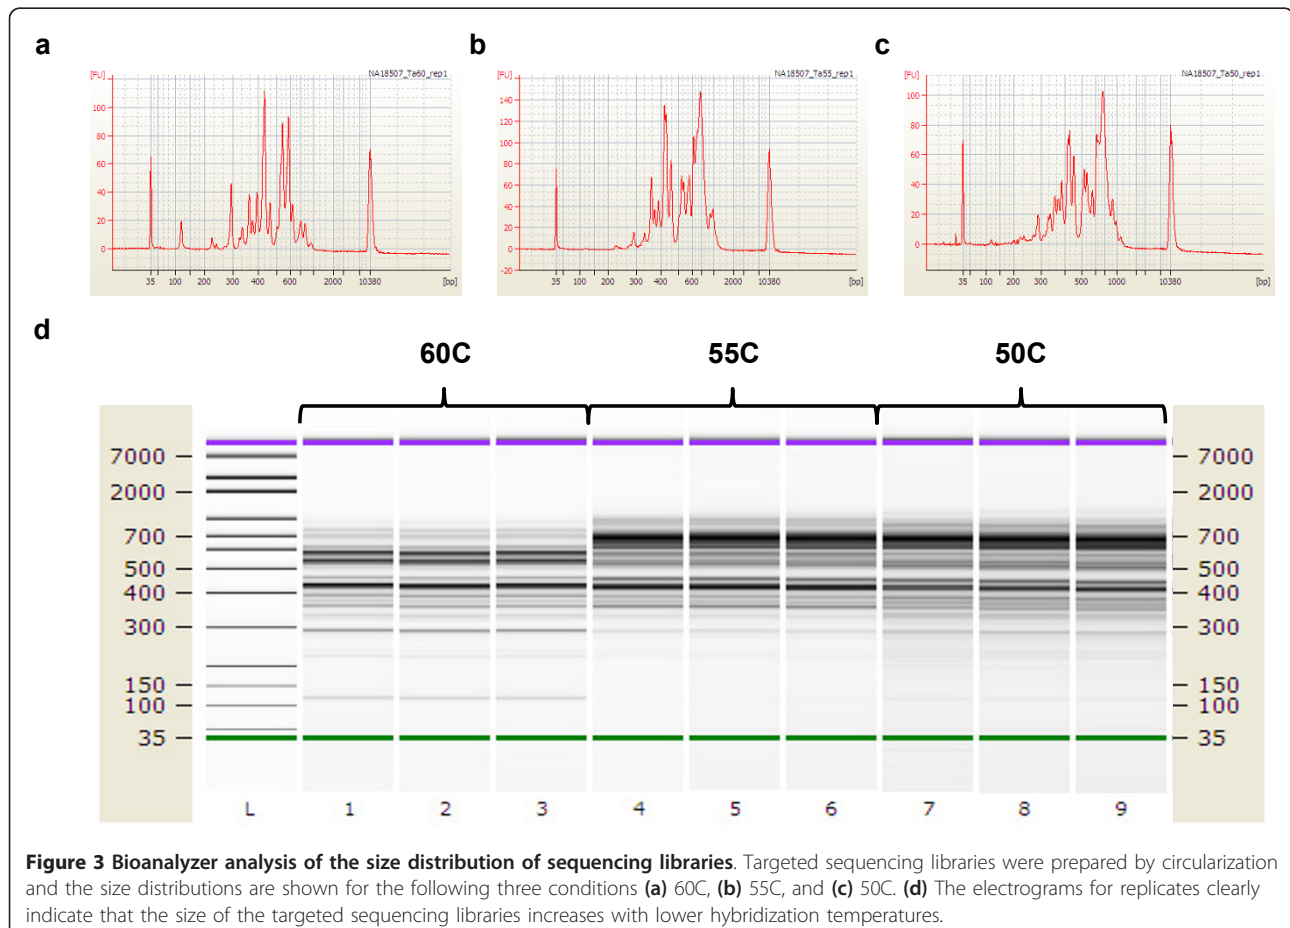 a
b
c
[FU]
NA18507_Ta60_rep1
100
80
60
40
20
0
35 100 200 300 400 600 2000 10380 [bp]
[FU]
NA18507_Ta55_rep1
140
120
100
80
60
40
20
0
-20
35 100 200 300 400 600 2000 10380 [bp]
[FU]
NA18507_Ta50_rep1
100
80
60
40
20
0
35 100 200 300 500 1000 10380 [bp]
d
60C 55C 50C
7000 7000
2000 2000
700 700
500 500
400 400
300 300
150 150
100 100
35 35
L 1 2 3 4 5 6 7 8 9
Figure 3 Bioanalyzer analysis of the size distribution of sequencing libraries. Targeted sequencing libraries were prepared by circularization
and the size distributions are shown for the following three conditions (a) 60C, (b) 55C, and (c) 50C. (d) The electrograms for replicates clearly
indicate that the size of the targeted sequencing libraries increases with lower hybridization temperatures.